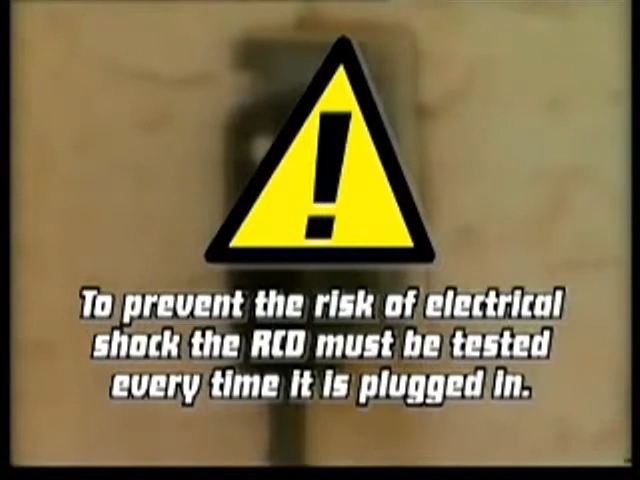 !
To prevent the risk of electrical
shock the RCD must be tested
every time it is plugged in.